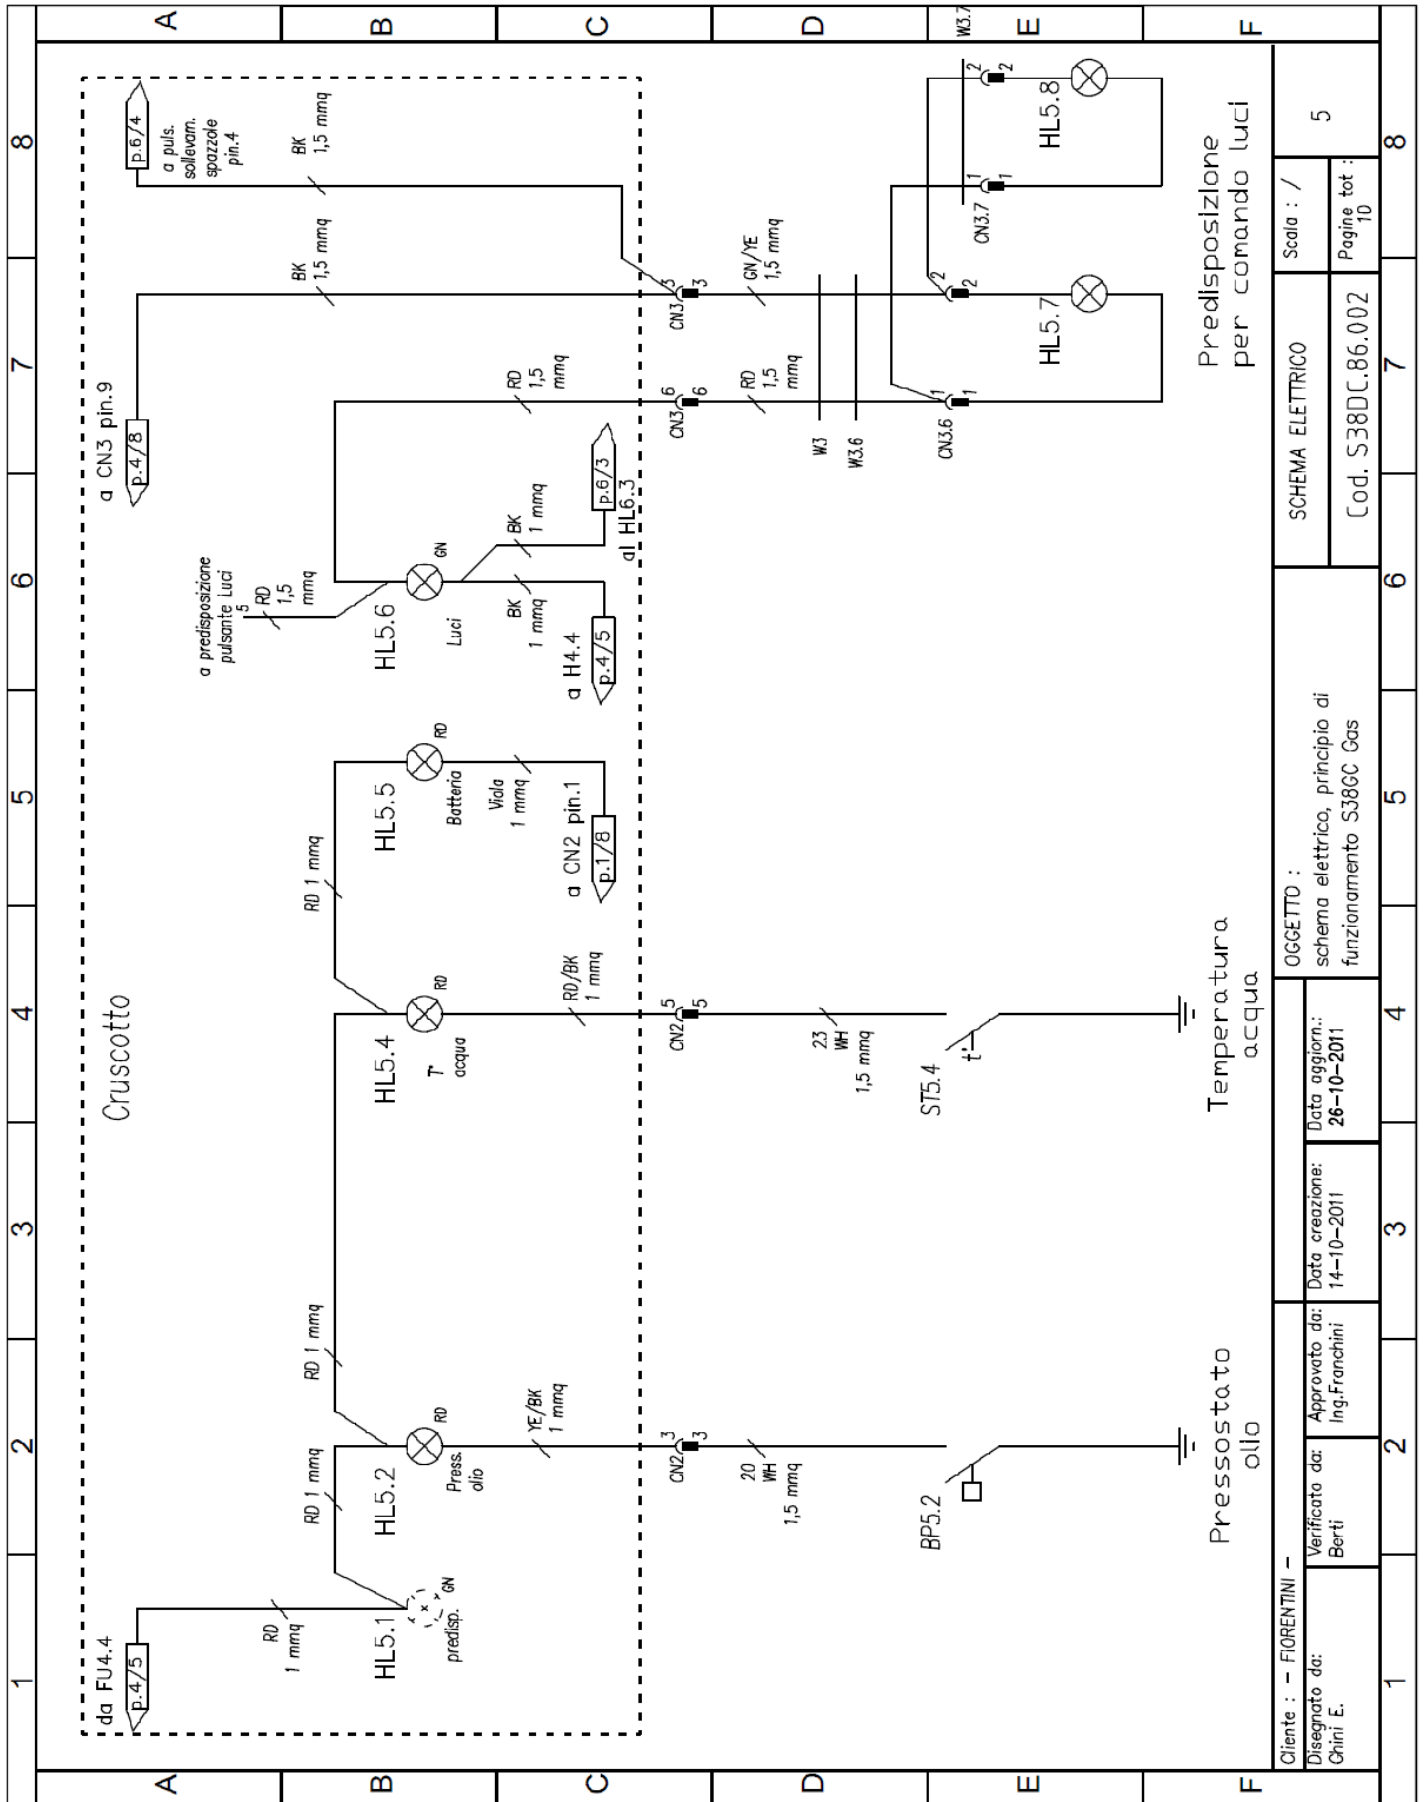 1
2
3
4
5
6
7
8
A
B
C
D
E
F
Cruscotto
da FU4.4
p.4/5
RD
1 mmq
HL5.1
GN
predisp.
RD 1 mmq
HL5.2
RD
Press.
olio
YE/BK
1 mmq
CN2
3
3
20
WH
1,5 mmq
BP5.2
Pressostato
olio
RD 1 mmq
HL5.4
RD
T°
acqua
RD/BK
1 mmq
CN2
5
5
23
WH
1,5 mmq
ST5.4
t°
Temperatura
acqua
RD 1 mmq
HL5.5
RD
Batteria
Viola
1 mmq
a CN2 pin.1
p.1/8
a predisposizione
pulsante Luci
5
RD
1,5
mmq
HL5.6
GN
Luci
BK
1 mmq
a H4.4
p.4/5
BK
1 mmq
p.6/3
al HL6.3
a CN3 pin.9
p.4/8
BK
1,5 mmq
RD
1,5
mmq
CN3
6
6
CN3
3
3
p.6/4
a puls.
sollevam.
spazzole
pin.4
BK
1,5 mmq
RD
1,5
mmq
GN/YE
1,5 mmq
W3
W3.6
CN3.6
1
1
2
2
HL5.7
W3.7
CN3.7
1
1
2
2
HL5.8
Predisposizione
per comando luci
Cliente : - FIORENTINI -
Disegnato da:
Ghini E.
Verificato da:
Berti
Approvato da:
Ing.Franchini
Data creazione:
14-10-2011
Data aggiorn.:
26-10-2011
OGGETTO :
schema elettrico, principio di
funzionamento S38GC Gas
SCHEMA ELETTRICO
Cod. S38DC.86.002
Scala : /
5
Pagine tot :
10
1
2
3
4
5
6
7
8
A
B
C
D
E
F